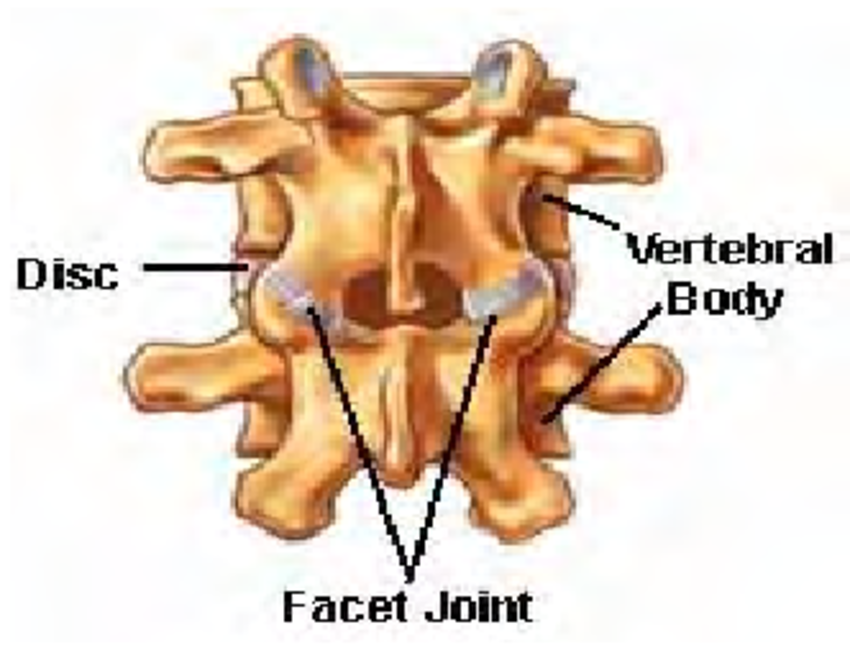 Disc
Vertebral
Body
Facet Joint